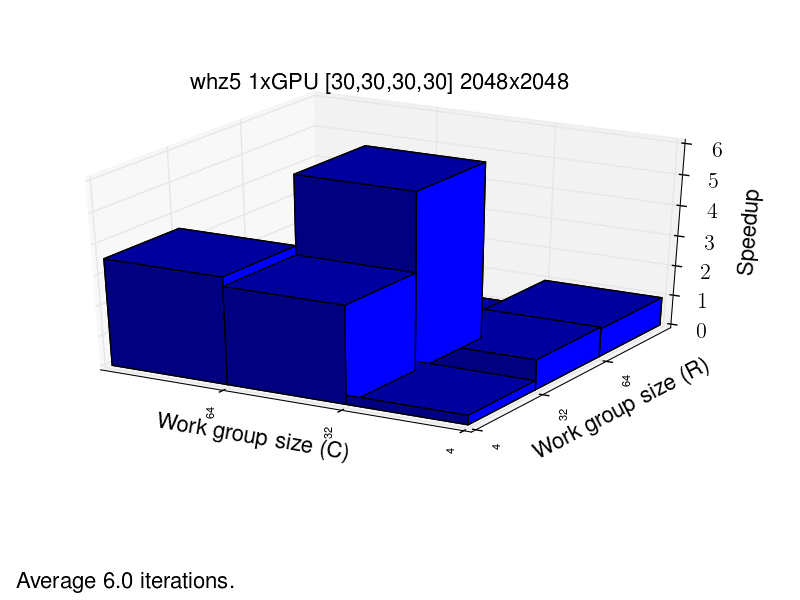 whz5 1xGPU [30,30,30,30] 2048x2048
6
5
4
3
2
1
0
Speedup
64
32
4
Work group size (C)
4
32
64
Work group size (R)
Average 6.0 iterations.